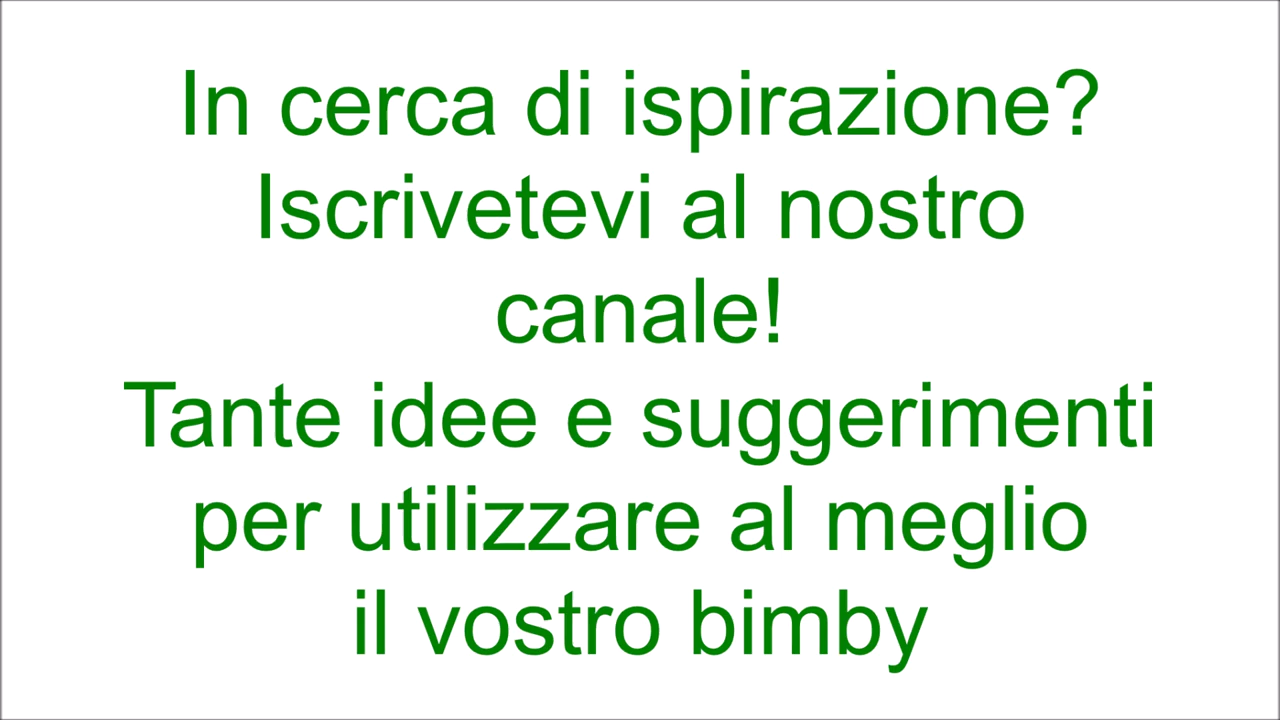 In cerca di ispirazione?
Iscrivetevi al nostro
canale!
Tante idee e suggerimenti
per utilizzare al meglio
il vostro bimby